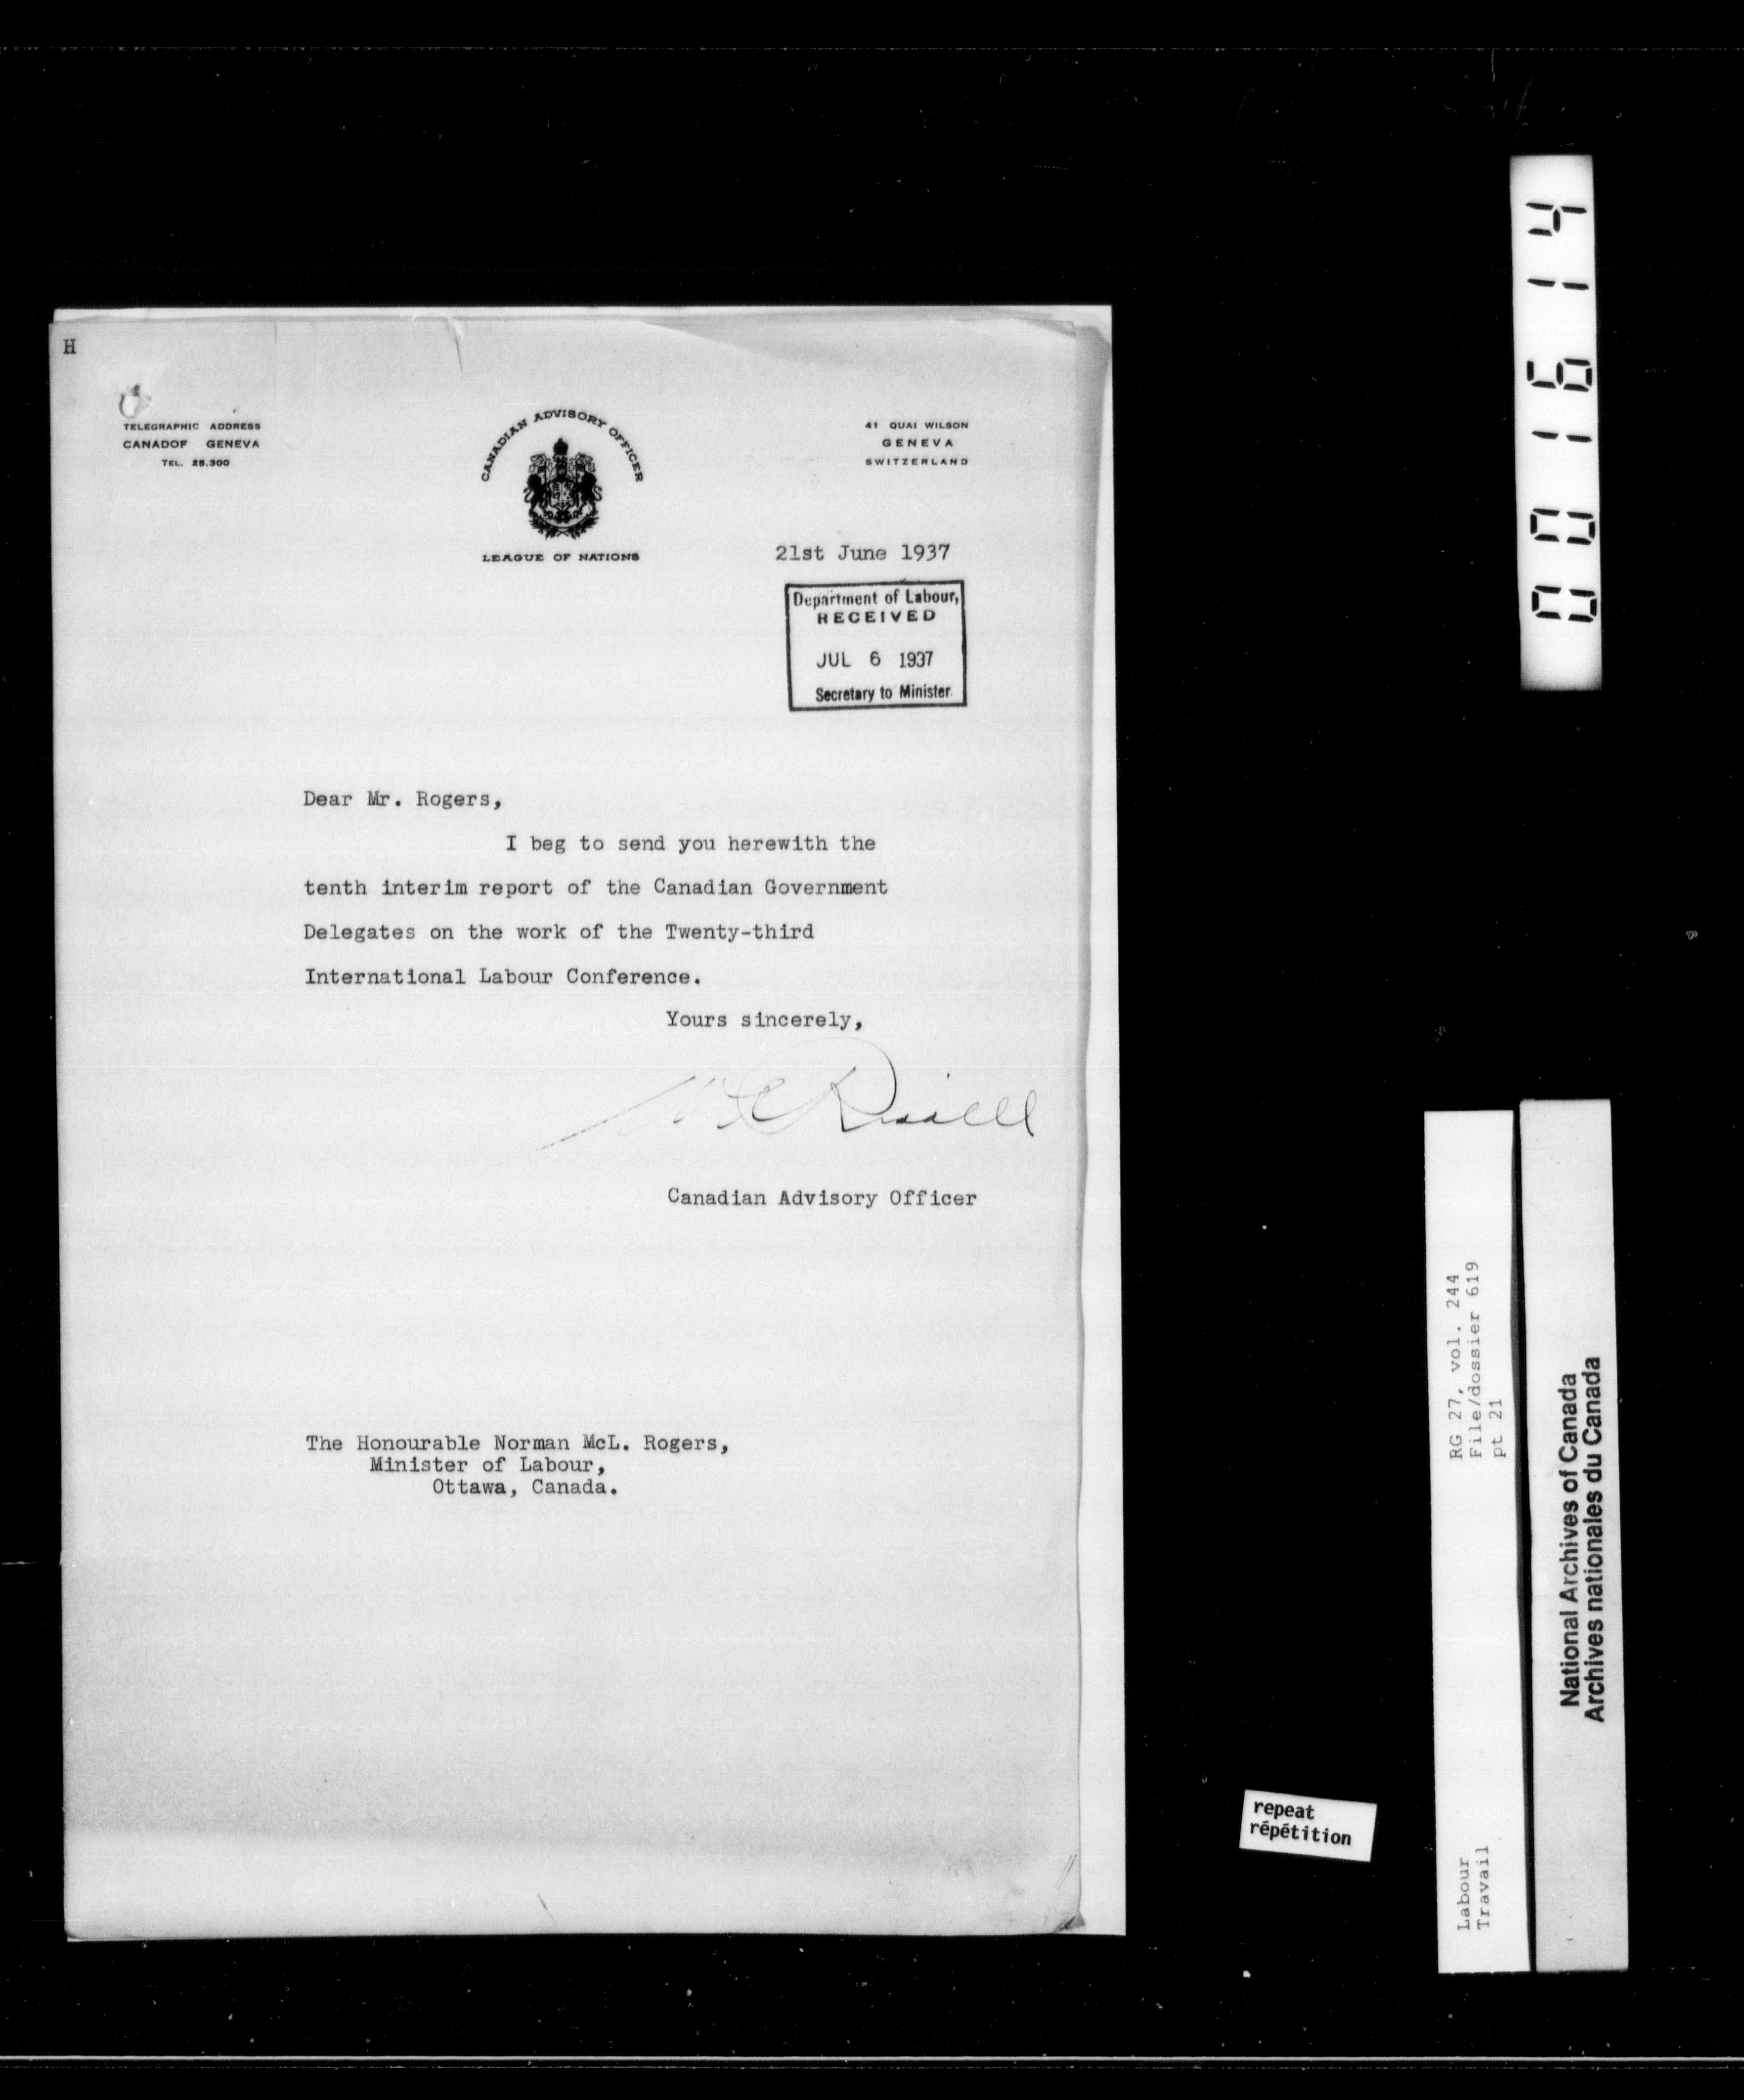 H
TELEGRAPHIC ADDRESS
CANADOF GENEVA
TEL. 25.300
CANADIAN ADVISORY OFFICER
LEAGUE OF NATIONS
41 QUAI WILSON
GENEVA
SWITZERLAND
21st June 1937
Department of Labour,
RECEIVED
JUL 6 1937
Secretary to Minister
Dear Mr. Rogers,
I beg to send you herewith the
tenth interim report of the Canadian Government
Delegates on the work of the Twenty-third
International Labour Conference.
Yours sincerely,
Canadian Advisory Officer
The Honourable Norman McL. Rogers,
Minister of Labour,
Ottawa, Canada.
001614
RG 27, vol. 244
File/dossier 619
pt 21
Labour
Travail
National Archives of Canada
Archives nationales du Canada
repeat
répétition